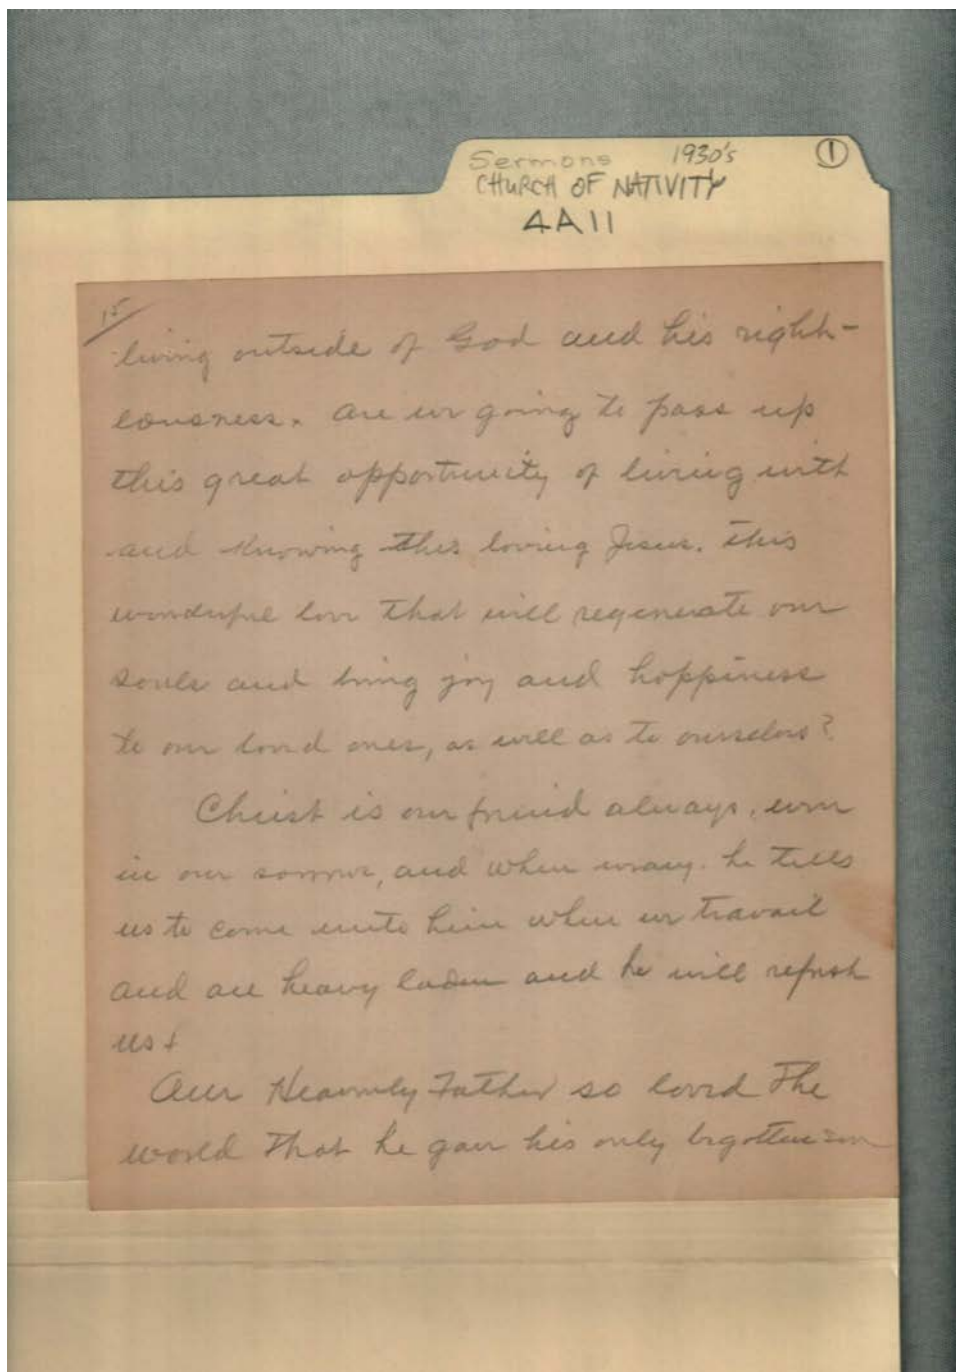 Sermons 1930's ①
CHURCH OF NATIVITY
4A11
15/
living outside of God and his right-
eousness. Are we going to pass up
this great opportunity of living with
and knowing this loving Jesus. This
wonderful love that will regenerate our
souls and bring joy and happiness
to our loved ones, as well as to ourselves?
Christ is our friend always, even
in our sorrow, and when weary. he tells
us to come unto him when we travail
and are heavy laden and he will refresh
us.
Our Heavenly Father so loved The
world That he gave his only begotten son